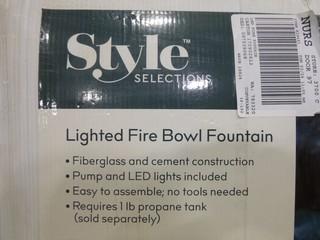 Style™
SELECTIONS
NURS
Lighted Fire Bowl Fountain
• Fiberglass and cement construction
• Pump and LED lights included
• Easy to assemble; no tools needed
• Requires 1 lb propane tank
(sold separately)